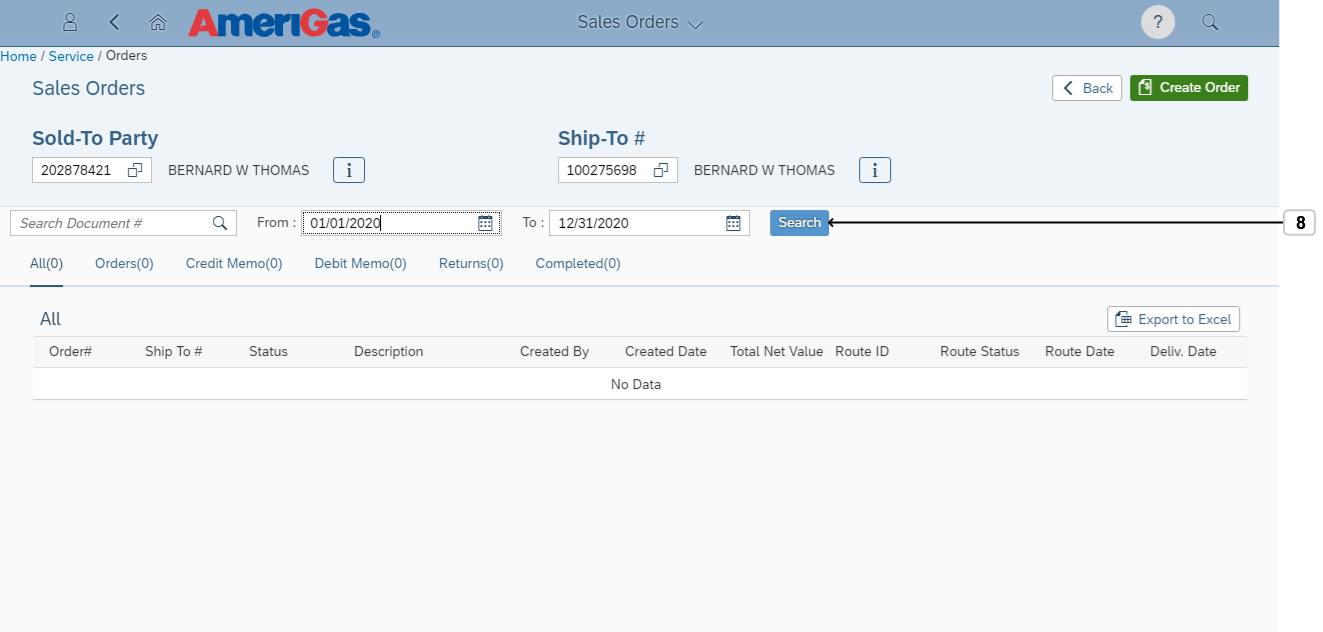 AmeriGas®
Sales Orders
?
Home / Service / Orders
Sales Orders
Back
Create Order
Sold-To Party
Ship-To #
202878421
BERNARD W THOMAS
i
100275698
BERNARD W THOMAS
i
Search Document #
From :
01/01/2020
To :
12/31/2020
Search
8
All(0)
Orders(0)
Credit Memo(0)
Debit Memo(0)
Returns(0)
Completed(0)
All
Export to Excel
Order#
Ship To #
Status
Description
Created By
Created Date
Total Net Value
Route ID
Route Status
Route Date
Deliv. Date
No Data